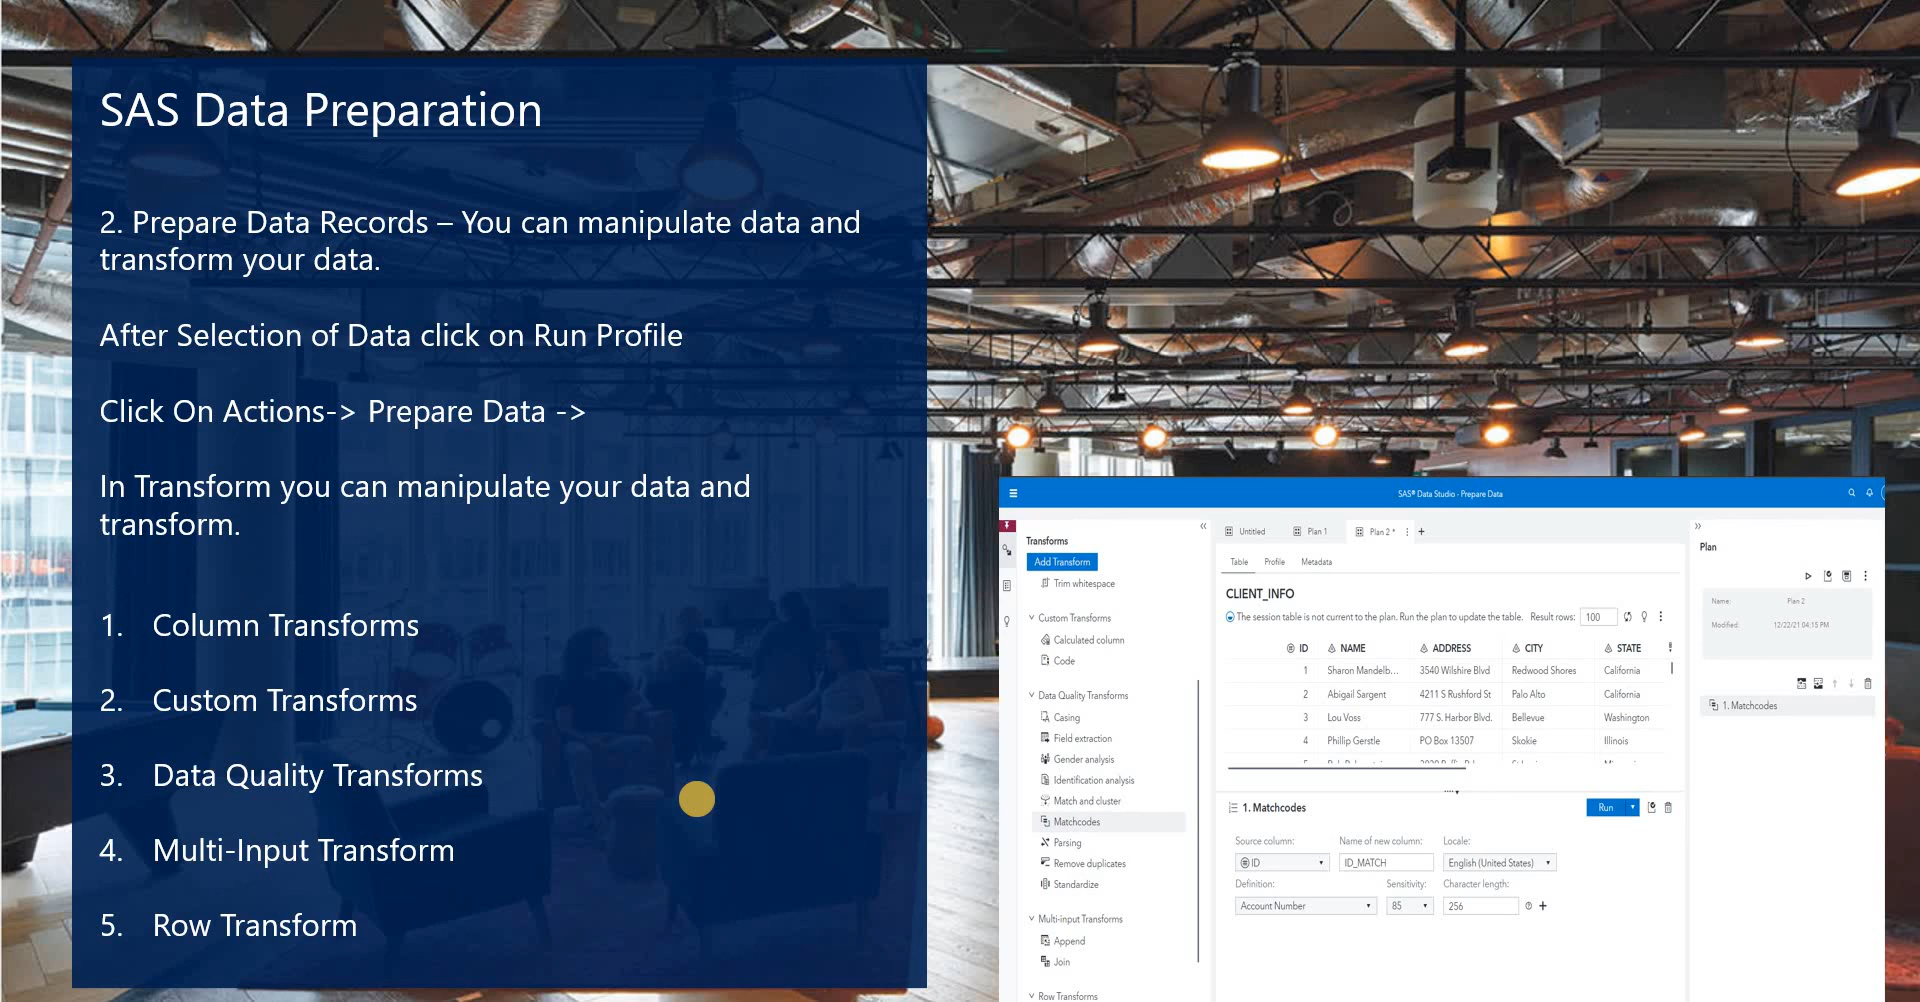 SAS Data Preparation
2. Prepare Data Records – You can manipulate data and
transform your data.
After Selection of Data click on Run Profile
Click On Actions-> Prepare Data ->
In Transform you can manipulate your data and
transform.
1. Column Transforms
2. Custom Transforms
3. Data Quality Transforms
4. Multi-Input Transform
5. Row Transform
SAS® Data Studio - Prepare Data
Transforms
Add Transform
Trim whitespace
Custom Transforms
Calculated column
Code
Data Quality Transforms
Casing
Field extraction
Gender analysis
Identification analysis
Match and cluster
Matchcodes
Parsing
Remove duplicates
Standardize
Multi-input Transforms
Append
Join
Row Transforms
Untitled Plan 1 Plan 2 *
Table Profile Metadata
CLIENT_INFO
The session table is not current to the plan. Run the plan to update the table. Result rows: 100
ID NAME ADDRESS CITY STATE
1 Sharon Mandelb... 3540 Wilshire Blvd Redwood Shores California
2 Abigail Sargent 4211 S Rushford St Palo Alto California
3 Lou Voss 777 S. Harbor Blvd. Bellevue Washington
4 Phillip Gerstle PO Box 13507 Skokie Illinois
1. Matchcodes
Run
Source column: Name of new column: Locale:
ID ID_MATCH English (United States)
Definition: Sensitivity: Character length:
Account Number 85 256
Plan
Name: Plan 2
Modified: 12/22/21 04:15 PM
1. Matchcodes